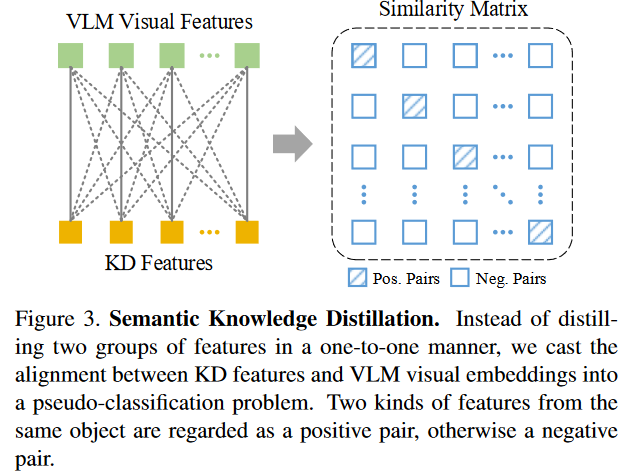 VLM Visual Features
Similarity Matrix
KD Features
Pos. Pairs
Neg. Pairs
Figure 3. Semantic Knowledge Distillation. Instead of distill-
ing two groups of features in a one-to-one manner, we cast the
alignment between KD features and VLM visual embeddings into
a pseudo-classification problem. Two kinds of features from the
same object are regarded as a positive pair, otherwise a negative
pair.